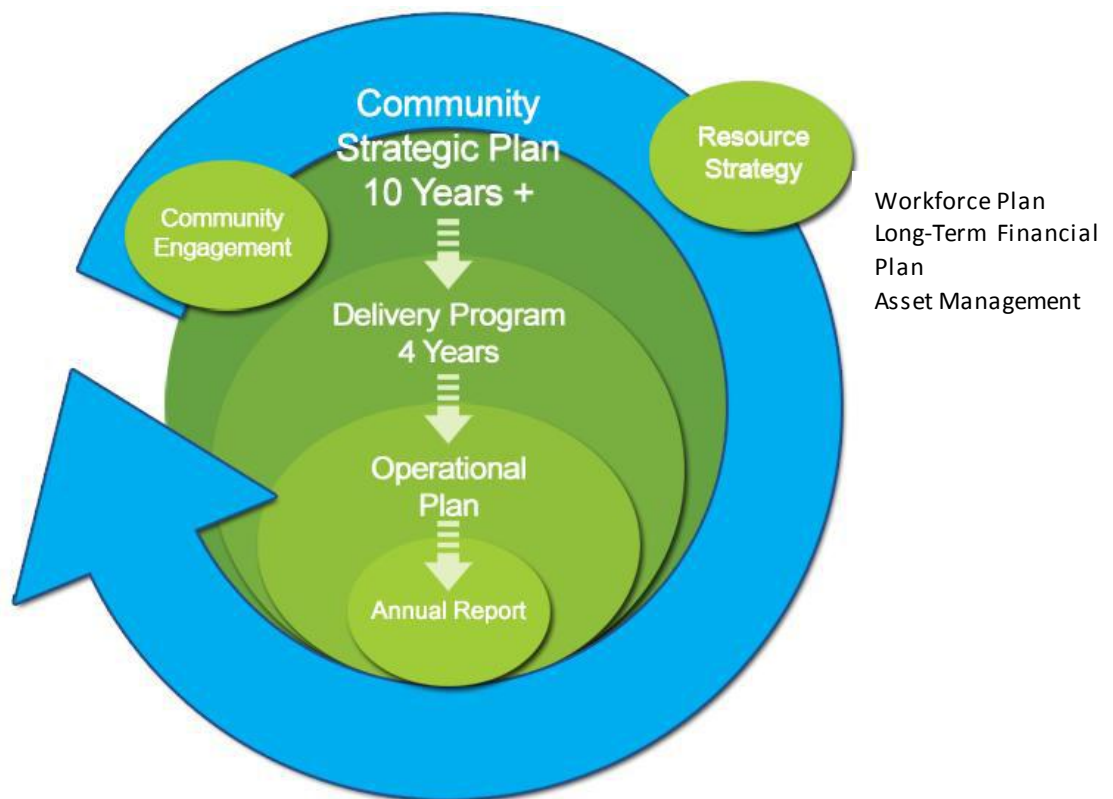 Community
Strategic Plan
10 Years +
Resource
Strategy
Community
Engagement
Workforce Plan
Long-Term Financial
Plan
Asset Management
Delivery Program
4 Years
Operational
Plan
Annual Report